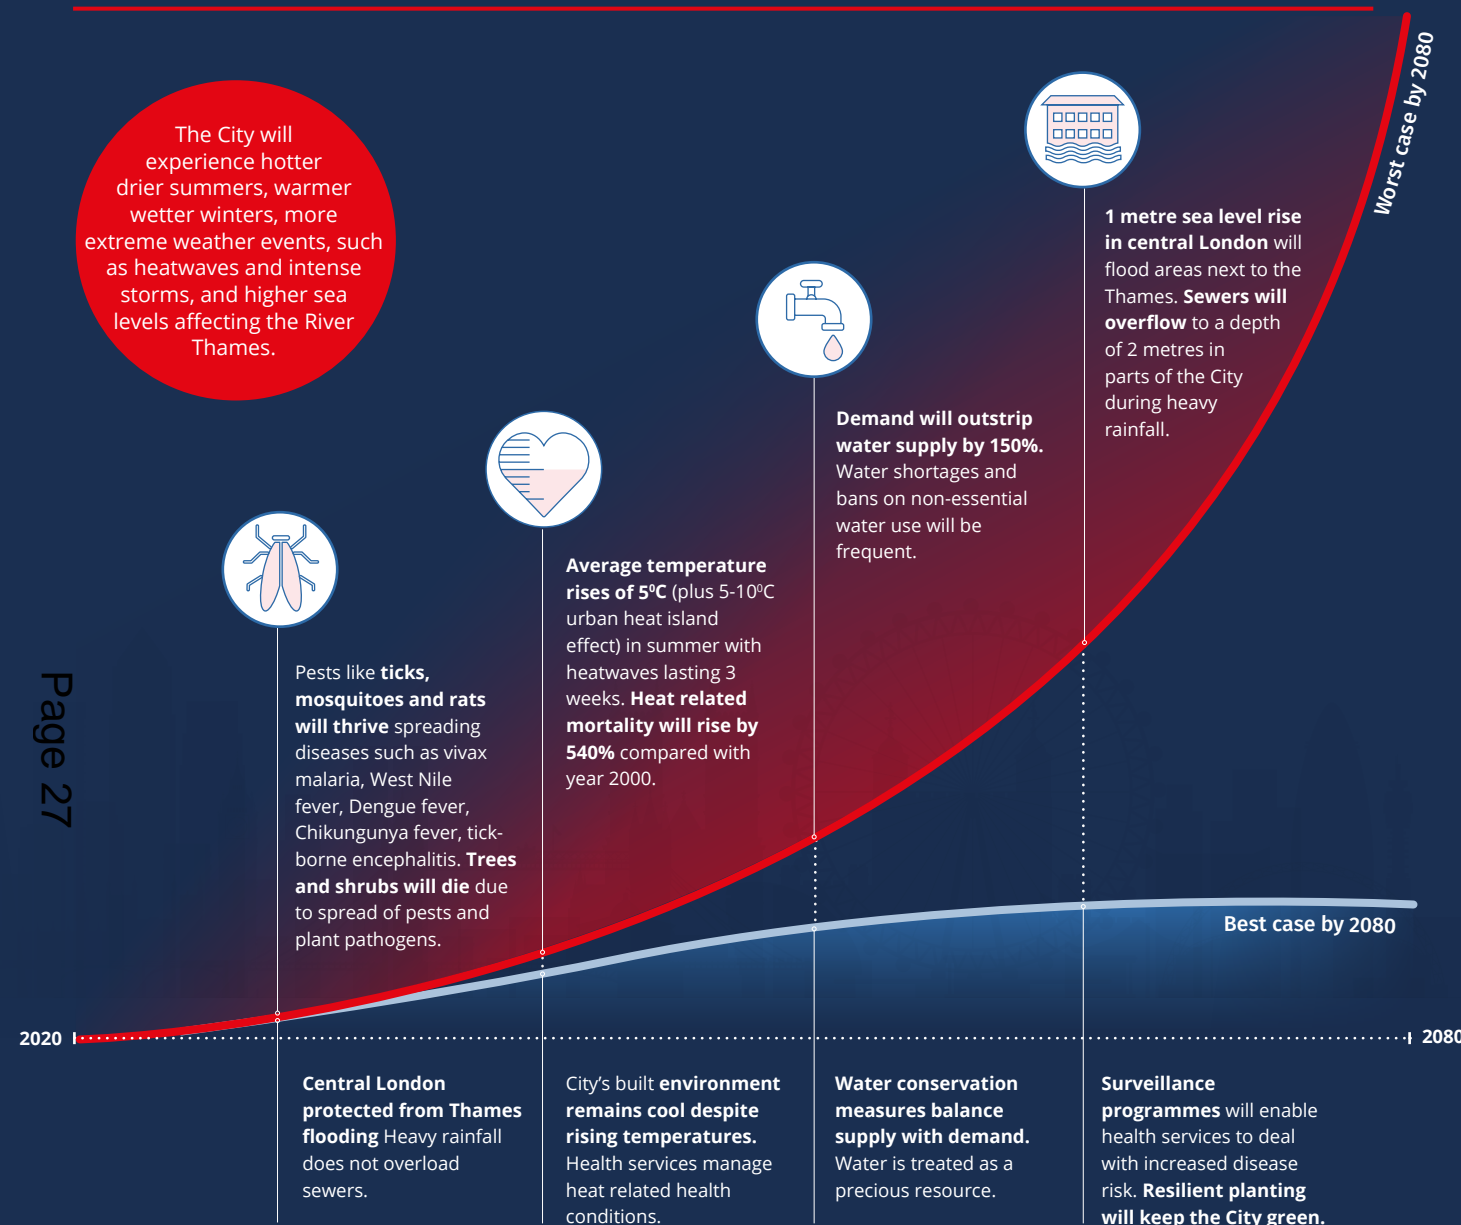 The City will
experience hotter
drier summers, warmer
wetter winters, more
extreme weather events, such
as heatwaves and intense
storms, and higher sea
levels affecting the River
Thames.
Worst case by 2080
1 metre sea level rise
in central London will
flood areas next to the
Thames. Sewers will
overflow to a depth
of 2 metres in
parts of the City
during heavy
rainfall.
Demand will outstrip
water supply by 150%.
Water shortages and
bans on non-essential
water use will be
frequent.
Average temperature
rises of 5⁰C (plus 5-10⁰C
urban heat island
effect) in summer with
heatwaves lasting 3
weeks. Heat related
mortality will rise by
540% compared with
year 2000.
Pests like ticks,
mosquitoes and rats
will thrive spreading
diseases such as vivax
malaria, West Nile
fever, Dengue fever,
Chikungunya fever, tick-
borne encephalitis. Trees
and shrubs will die due
to spread of pests and
plant pathogens.
Page 27
Best case by 2080
2020
2080
Central London
protected from Thames
flooding Heavy rainfall
does not overload
sewers.
City's built environment
remains cool despite
rising temperatures.
Health services manage
heat related health
conditions.
Water conservation
measures balance
supply with demand.
Water is treated as a
precious resource.
Surveillance
programmes will enable
health services to deal
with increased disease
risk. Resilient planting
will keep the City green.